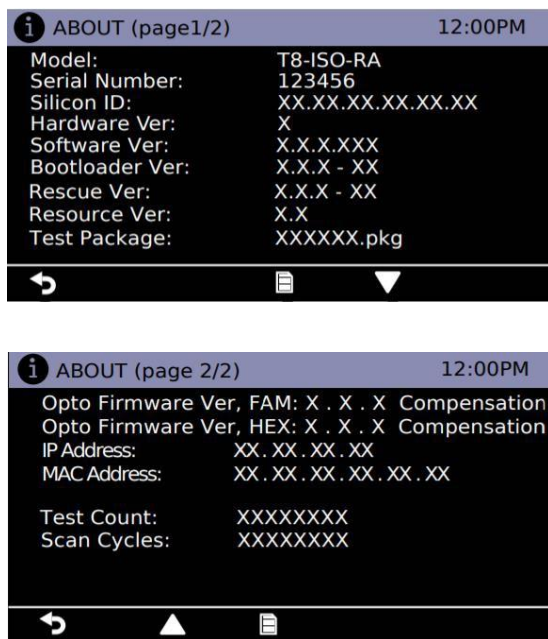 i ABOUT (page1/2) 12:00PM
Model: T8-ISO-RA
Serial Number: 123456
Silicon ID: XX.XX.XX.XX.XX.XX
Hardware Ver: X
Software Ver: X.X.X.XXX
Bootloader Ver: X.X.X - XX
Rescue Ver: X.X.X - XX
Resource Ver: X.X
Test Package: XXXXXX.pkg
i ABOUT (page 2/2) 12:00PM
Opto Firmware Ver, FAM: X . X . X Compensation
Opto Firmware Ver, HEX: X . X . X Compensation
IP Address: XX . XX . XX . XX
MAC Address: XX . XX . XX . XX . XX . XX
Test Count: XXXXXXXX
Scan Cycles: XXXXXXXX